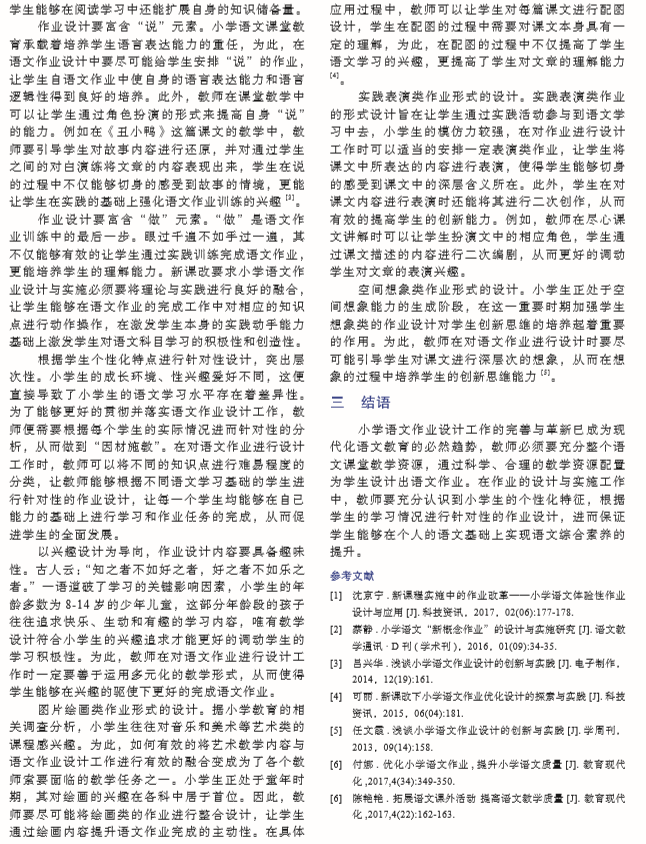 学生能够在阅读学习中还能扩展自身的知识储备量。
作业设计要富含“说”元素。小学语文课堂教
育承载着培养学生语言表达能力的重任，为此，在
语文作业设计中要尽可能给学生安排“说”的作业，
让学生自语文作业中使自身的语言表达能力和语言
逻辑性得到良好的培养。此外，教师在课堂教学中
可以让学生通过角色扮演的形式来提高自身“说”
的能力。例如在《丑小鸭》这篇课文的教学中，教
师要引导学生对故事内容进行还原，并对通过学生
之间的对白演练将文章的内容表现出来，学生在说
的过程中不仅能够切身的感受到故事的情境，更能
让学生在实践的基础上强化语文作业训练的兴趣 [3]。
作业设计要富含“做”元素。“做”是语文作
业训练中的最后一步。眼过千遍不如手过一遍，其
不仅能够有效的让学生通过实践训练完成语文作业，
更能培养学生的理解能力。新课改要求小学语文作
业设计与实施必须要将理论与实践进行良好的融合，
让学生能够在语文作业的完成工作中对相应的知识
点进行动作操作，在激发学生本身的实践动手能力
基础上激发学生对语文科目学习的积极性和创造性。
根据学生个性化特点进行针对性设计，突出层
次性。小学生的成长环境、性兴趣爱好不同，这便
直接导致了小学生的语文学习水平存在着差异性。
为了能够更好的贯彻并落实语文作业设计工作，教
师便需要根据每个学生的实际情况进而针对性的分
析，从而做到“因材施教”。在对语文作业进行设计
工作时，教师可以将不同的知识点进行难易程度的
分类，让教师能够根据不同语文学习基础的学生进
行针对性的作业设计，让每一个学生均能够在自己
能力的基础上进行学习和作业任务的完成，从而促
进学生的全面发展。
以兴趣设计为导向，作业设计内容要具备趣味
性。古人云：“知之者不如好之者，好之者不如乐之
者。”一语道破了学习的关键影响因素，小学生的年
龄多数为 8-14 岁的少年儿童，这部分年龄段的孩子
往往追求快乐、生动和有趣的学习内容，唯有教学
设计符合小学生的兴趣追求才能更好的调动学生的
学习积极性。为此，教师在对语文作业进行设计工
作时一定要善于运用多元化的教学形式，从而使得
学生能够在兴趣的驱使下更好的完成语文作业。
图片绘画类作业形式的设计。据小学教育的相
关调查分析，小学生往往对音乐和美术等艺术类的
课程感兴趣。为此，如何有效的将艺术教学内容与
语文作业设计工作进行有效的融合变成为了各个教
师索要面临的教学任务之一。小学生正处于童年时
期，其对绘画的兴趣在各科中居于首位。因此，教
师要尽可能将绘画类的作业进行整合设计，让学生
通过绘画内容提升语文作业完成的主动性。在具体
应用过程中，教师可以让学生对每篇课文进行配图
设计，学生在配图的过程中需要对课文本身具有一
定的理解，为此，在配图的过程中不仅提高了学生
语文学习的兴趣，更提高了学生对文章的理解能力
[4]。
实践表演类作业形式的设计。实践表演类作业
的形式设计旨在让学生通过实践活动参与到语文学
习中去，小学生的模仿力较强，在对作业进行设计
工作时可以适当的安排一定表演类作业，让学生将
课文中所表达的内容进行表演，使得学生能够切身
的感受到课文中的深层含义所在。此外，学生在对
课文内容进行表演时还能将其进行二次创作，从而
有效的提高学生的创新能力。例如，教师在尽心课
文讲解时可以让学生扮演文中的相应角色，学生通
过课文描述的内容进行二次编剧，从而更好的调动
学生对文章的表演兴趣。
空间想象类作业形式的设计。小学生正处于空
间想象能力的生成阶段，在这一重要时期加强学生
想象类的作业设计对学生创新思维的培养起着重要
的作用。为此，教师在对语文作业进行设计时要尽
可能引导学生对课文进行深层次的想象，从而在想
象的过程中培养学生的创新思维能力 [5]。
三 结语
小学语文作业设计工作的完善与革新已成为现
代化语文教育的必然趋势，教师必须要充分整个语
文课堂教学资源，通过科学、合理的教学资源配置
为学生设计出语文作业。在作业的设计与实施工作
中，教师要充分认识到小学生的个性化特征，根据
学生的学习情况进行针对性的作业设计，进而保证
学生能够在个人的语文基础上实现语文综合素养的
提升。
参考文献
[1] 沈京宁 . 新课程实施中的作业改革——小学语文体验性作业
设计与应用 [J]. 科技资讯，2017，02(06):177-178.
[2] 蔡静 . 小学语文“新概念作业”的设计与实施研究 [J]. 语文教
学通讯 · D 刊 ( 学术刊 )，2016，01(09):34-35.
[3] 吕兴华 . 浅谈小学语文作业设计的创新与实践 [J]. 电子制作，
2014，12(19):161.
[4] 可丽 . 新课改下小学语文作业优化设计的探索与实践 [J]. 科技
资讯，2015，06(04):181.
[5] 任文霞 . 浅谈小学语文作业设计的创新与实践 [J]. 学周刊，
2013，09(14):158.
[6] 付娜 . 优化小学语文作业 , 提升小学语文质量 [J]. 教育现代
化 ,2017,4(34):349-350.
[6] 陈艳艳 . 拓展语文课外活动 提高语文教学质量 [J]. 教育现代
化 ,2017,4(22):162-163.